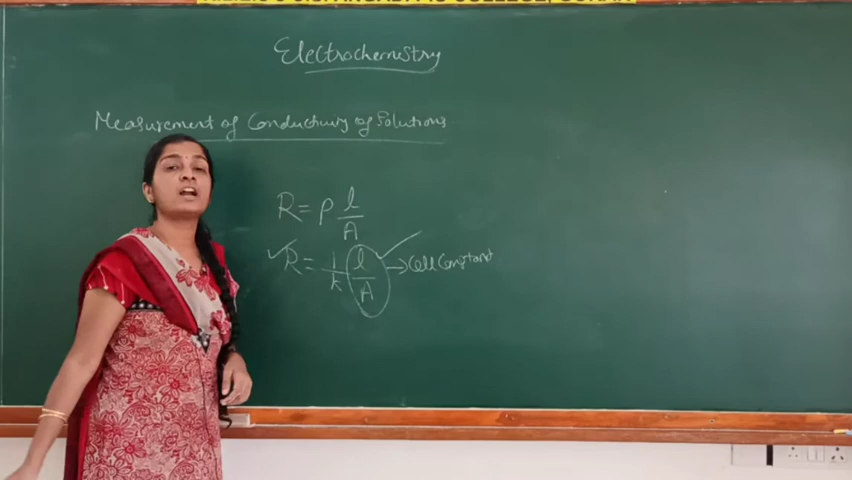 Electrochemistry
Measurement of Conductivity of Solutions
R = ρ l/A
✓R = 1/k l/A → Cell Constant